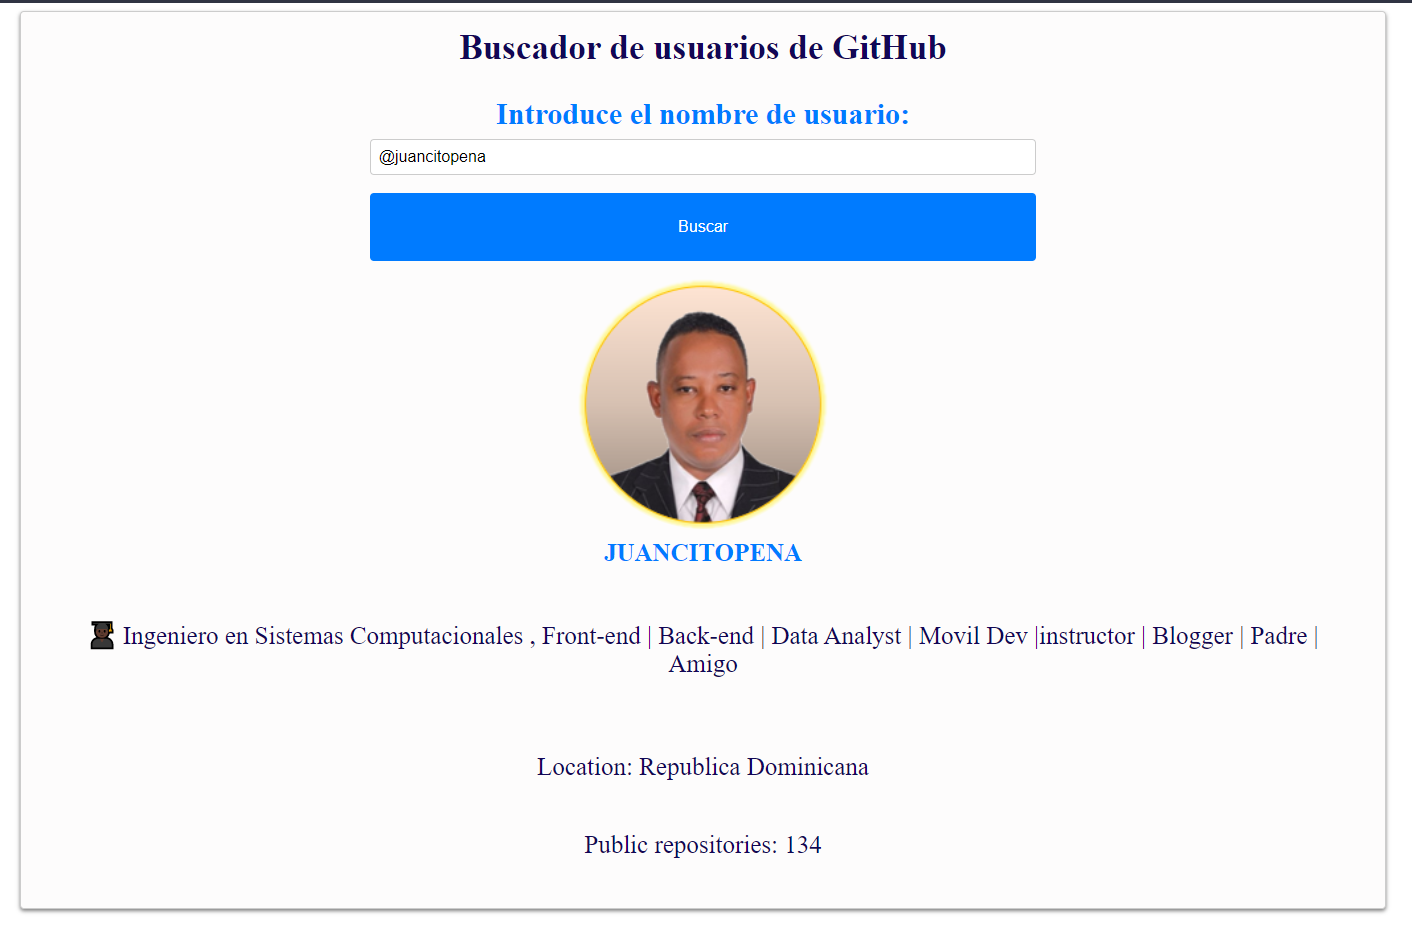 Buscador de usuarios de GitHub
Introduce el nombre de usuario:
@juancitopena
Buscar
JUANCITOPENA
Ingeniero en Sistemas Computacionales , Front-end | Back-end | Data Analyst | Movil Dev |instructor | Blogger | Padre |
Amigo
Location: Republica Dominicana
Public repositories: 134